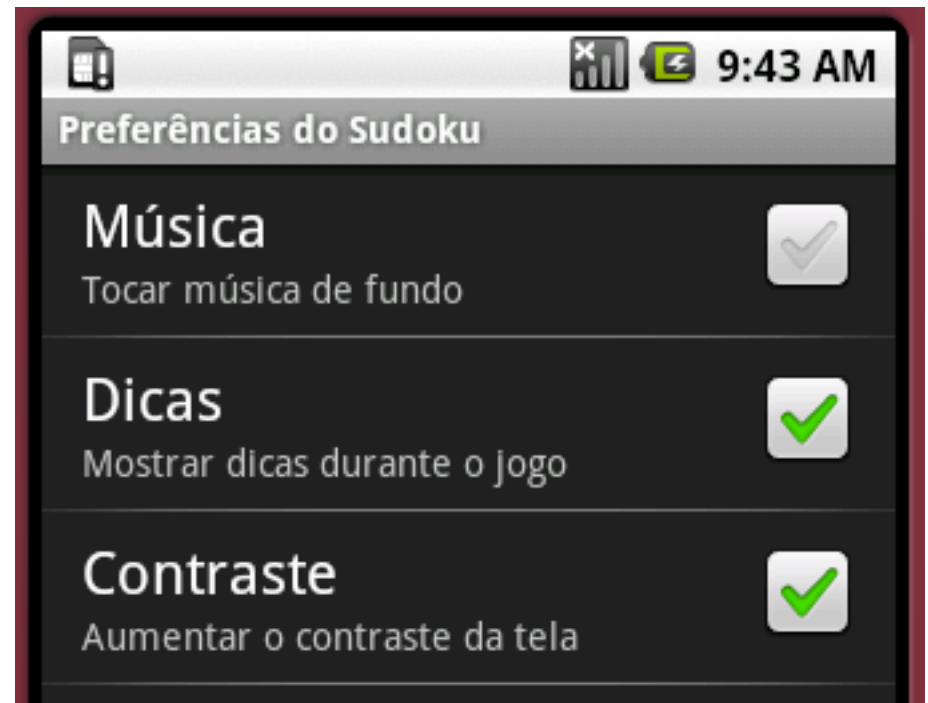 9:43 AM
Preferências do Sudoku
Música
Tocar música de fundo
Dicas
Mostrar dicas durante o jogo
Contraste
Aumentar o contraste da tela